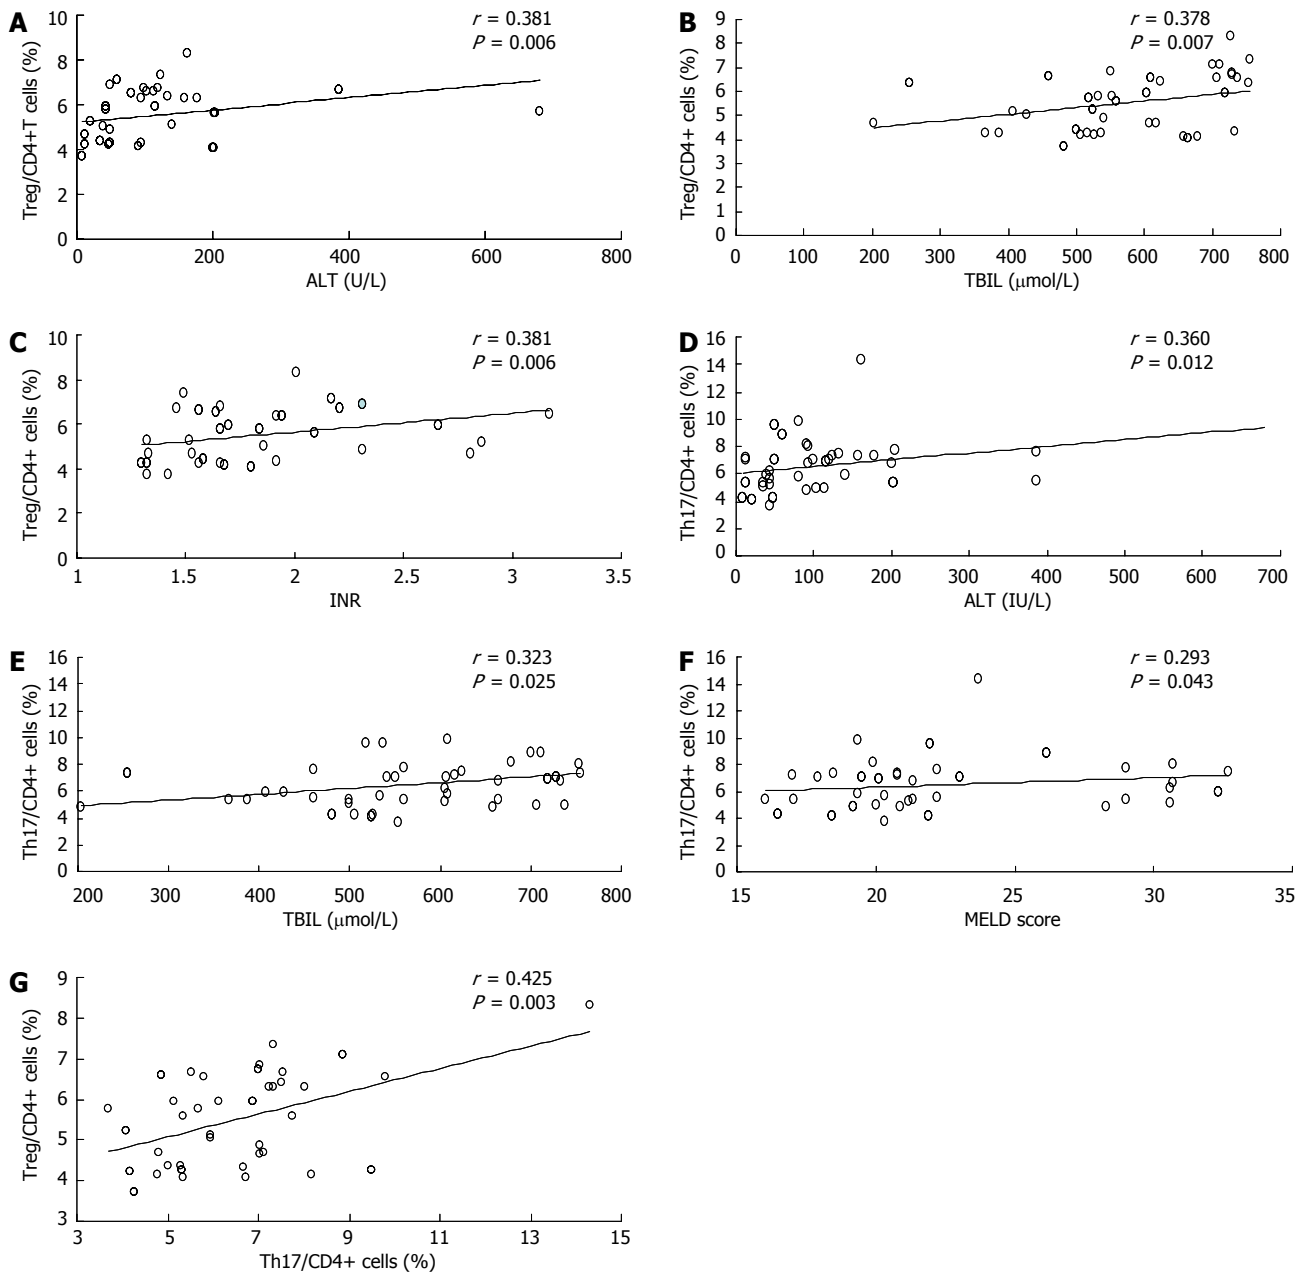 A
r = 0.381
P = 0.006
Treg/CD4+T cells (%)
10
8
6
4
2
0
0 200 400 600 800
ALT (U/L)
B
r = 0.378
P = 0.007
Treg/CD4+ cells (%)
9
8
7
6
5
4
3
2
1
0
0 100 200 300 400 500 600 700 800
TBIL (μmol/L)
C
r = 0.381
P = 0.006
Treg/CD4+ cells (%)
10
8
6
4
2
0
1 1.5 2 2.5 3 3.5
INR
D
r = 0.360
P = 0.012
Th17/CD4+ cells (%)
16
14
12
10
8
6
4
2
0
0 100 200 300 400 500 600 700
ALT (IU/L)
E
r = 0.323
P = 0.025
Th17/CD4+ cells (%)
16
14
12
10
8
6
4
2
0
200 300 400 500 600 700 800
TBIL (μmol/L)
F
r = 0.293
P = 0.043
Th17/CD4+ cells (%)
16
14
12
10
8
6
4
2
0
15 20 25 30 35
MELD score
G
r = 0.425
P = 0.003
Treg/CD4+ cells (%)
9
8
7
6
5
4
3
3 5 7 9 11 13 15
Th17/CD4+ cells (%)